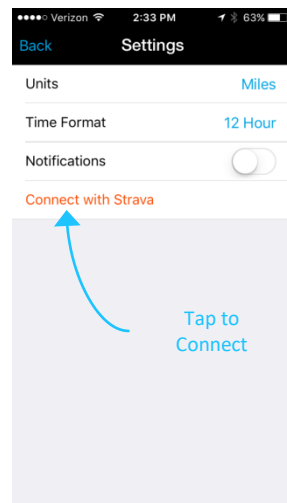 Verizon 2:33 PM 63%
Back Settings
Units Miles
Time Format 12 Hour
Notifications
Connect with Strava
Tap to
Connect